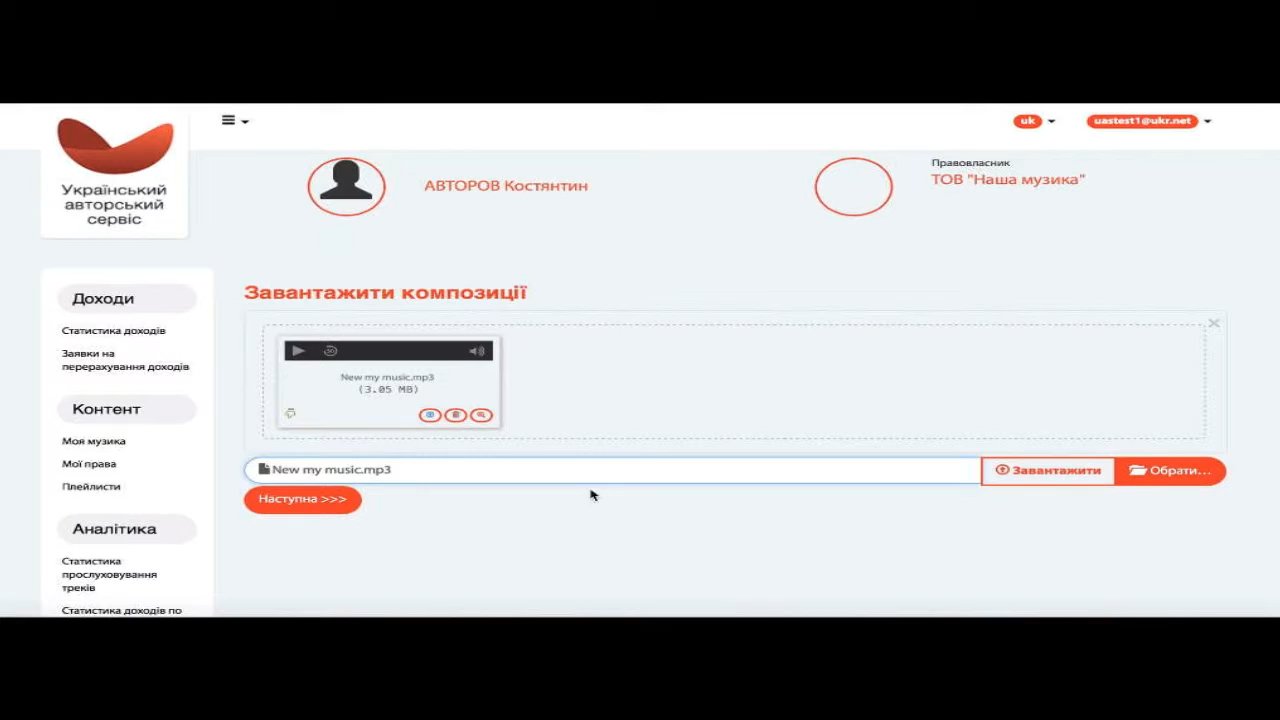 uk
uastest1@ukr.net
Український
авторський
сервіс
АВТОРОВ Костянтин
Правовласник
ТОВ "Наша музика"
Доходи
Статистика доходів
Заявки на
перерахування доходів
Контент
Моя музика
Мої права
Плейлисти
Аналітика
Статистика
прослуховування
треків
Статистика доходів по
Завантажити композиції
New my music.mp3
(3.05 MB)
New my music.mp3
Завантажити
Обрати...
Наступна >>>